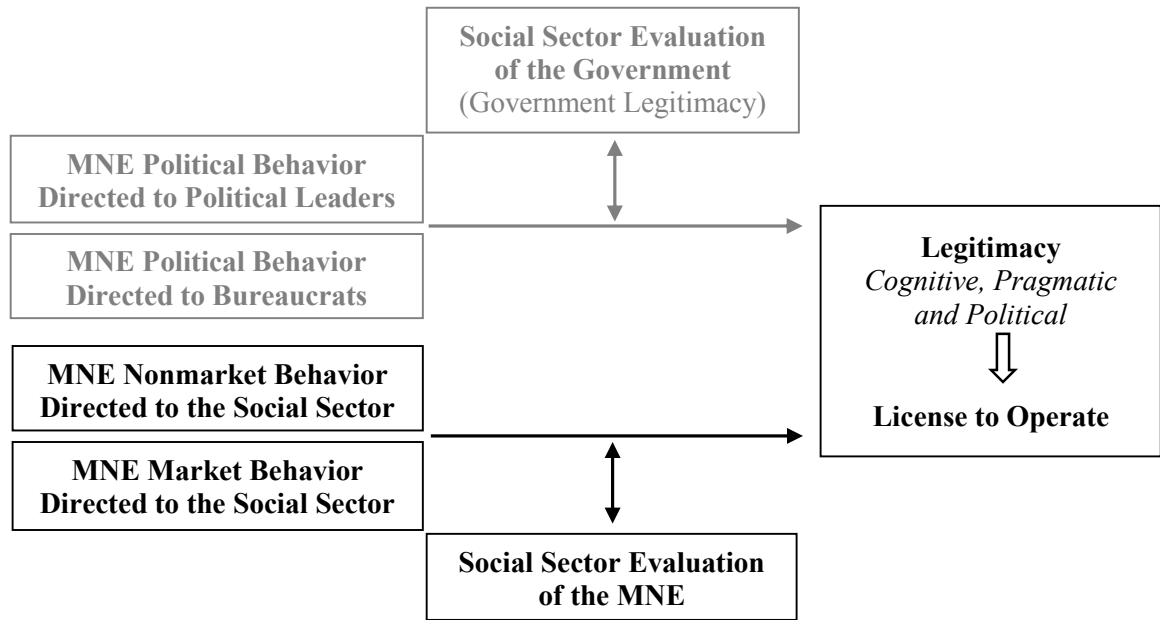 Social Sector Evaluation
of the Government
(Government Legitimacy)
MNE Political Behavior
Directed to Political Leaders
MNE Political Behavior
Directed to Bureaucrats
MNE Nonmarket Behavior
Directed to the Social Sector
MNE Market Behavior
Directed to the Social Sector
Social Sector Evaluation
of the MNE
Legitimacy
Cognitive, Pragmatic
and Political
License to Operate